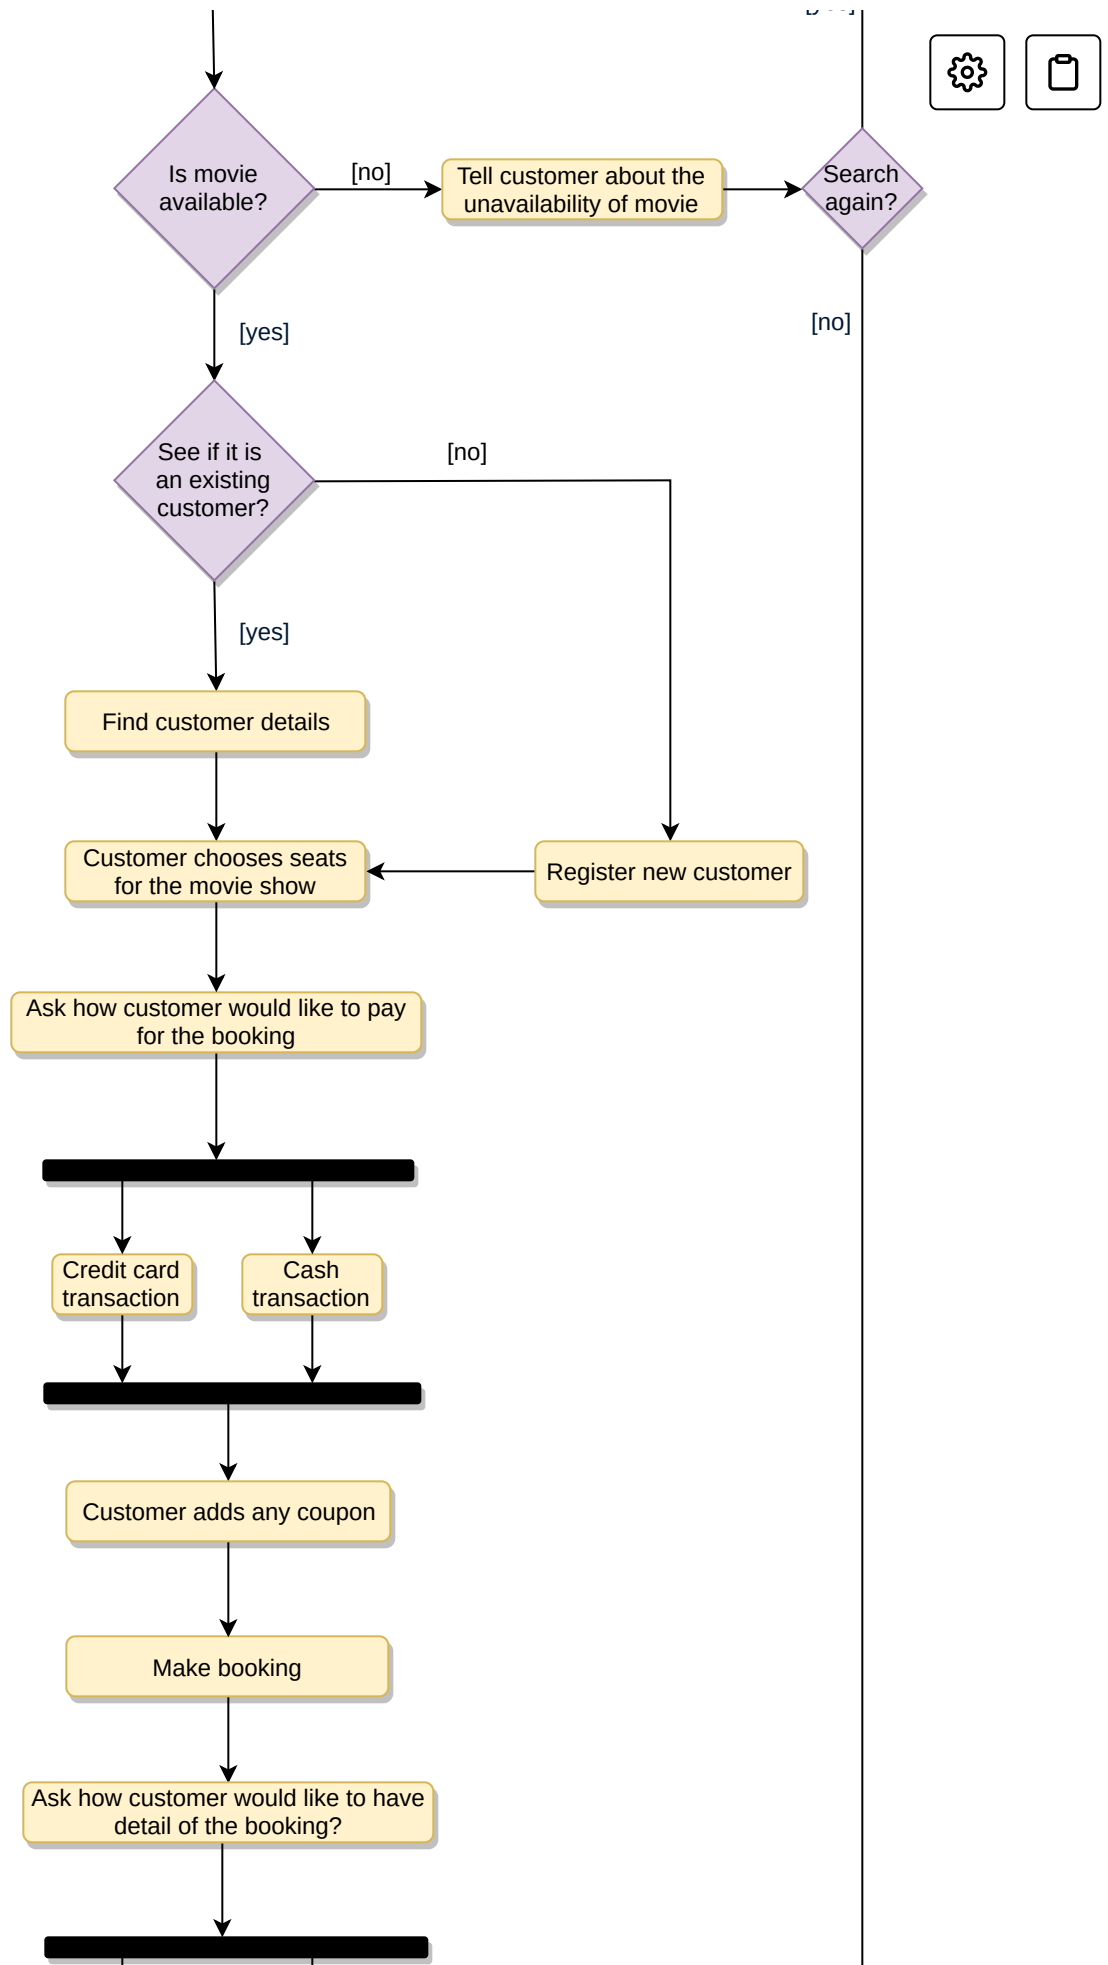 Is movie
available?
[no]
Tell customer about the
unavailability of movie
Search
again?
[yes]
[no]
See if it is
an existing
customer?
[no]
[yes]
Find customer details
Customer chooses seats
for the movie show
Register new customer
Ask how customer would like to pay
for the booking
Credit card
transaction
Cash
transaction
Customer adds any coupon
Make booking
Ask how customer would like to have
detail of the booking?